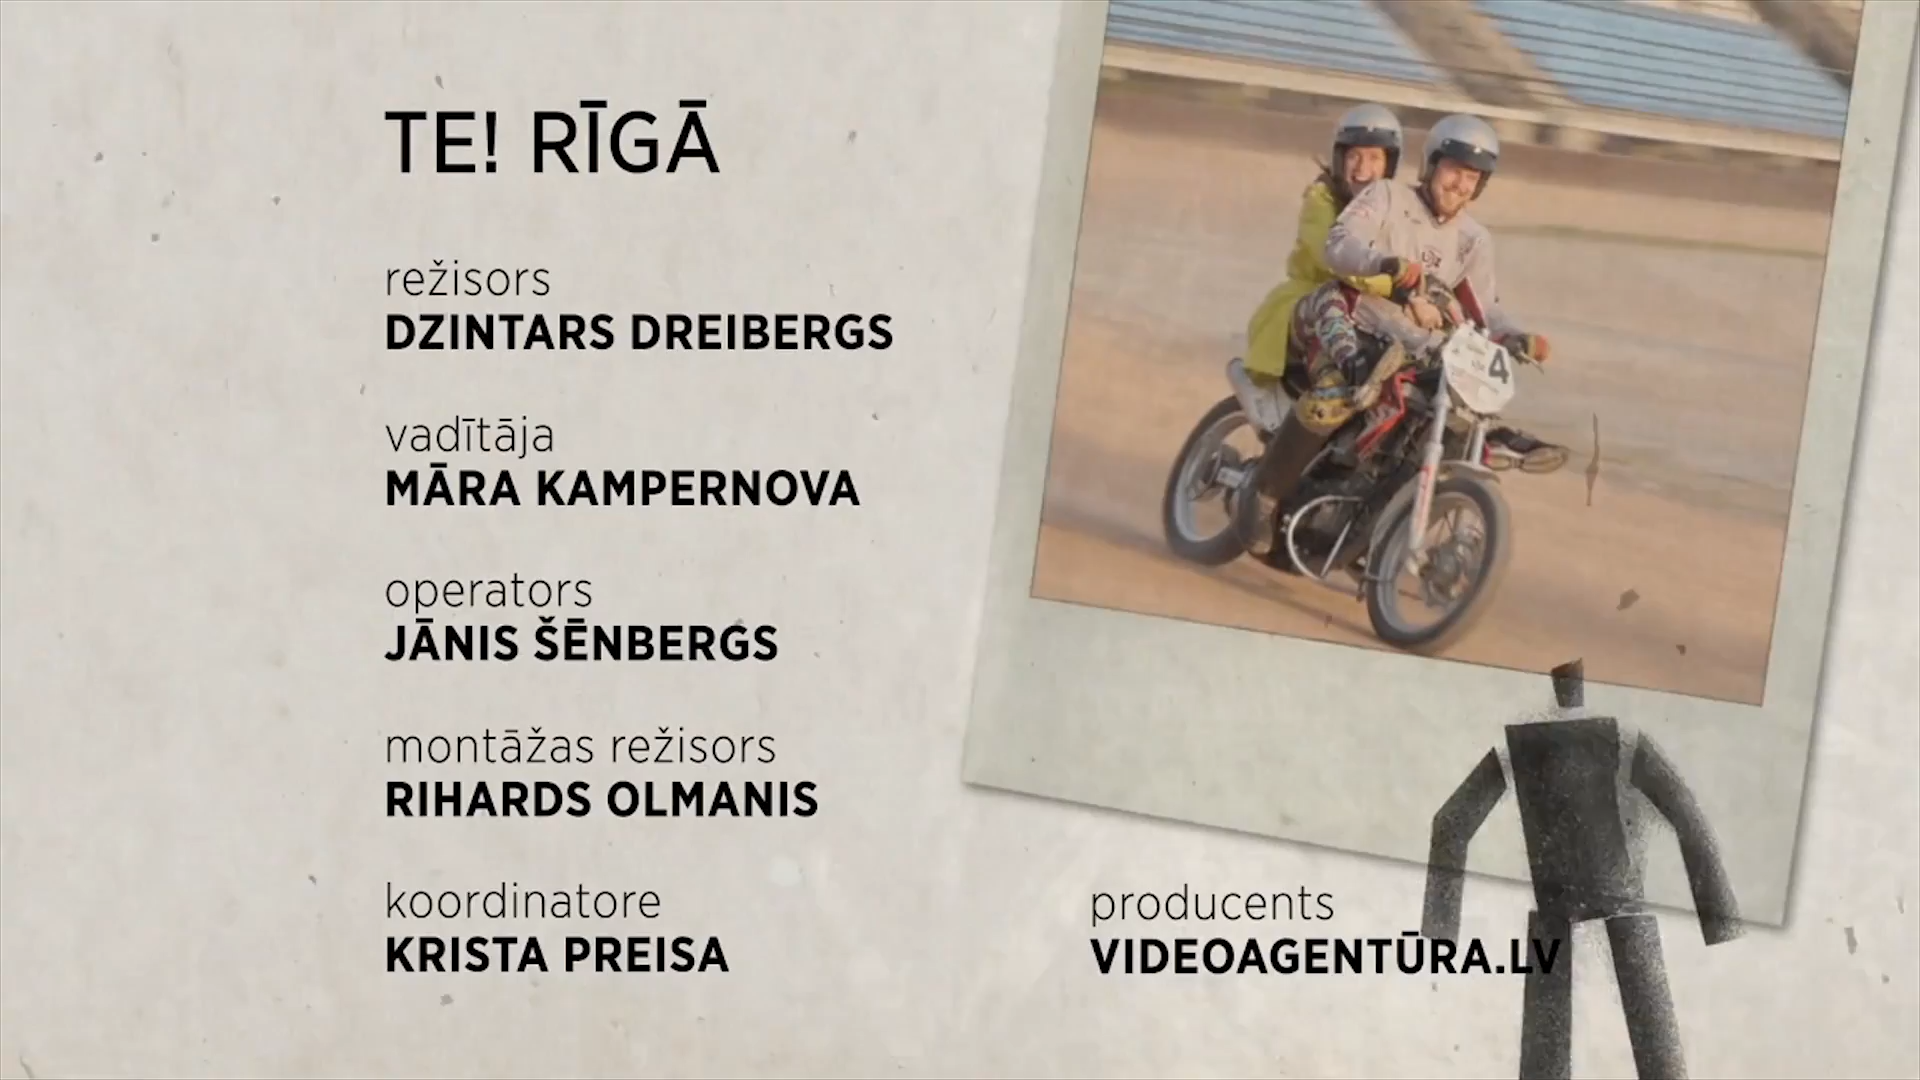 TE! RĪGĀ
režisors
DZINTARS DREIBERGS
vadītāja
MĀRA KAMPERNOVA
operators
JĀNIS ŠĒNBERGS
montāžas režisors
RIHARDS OLMANIS
koordinatore
KRISTA PREISA
producents
VIDEOAGENTŪRA.LV
4